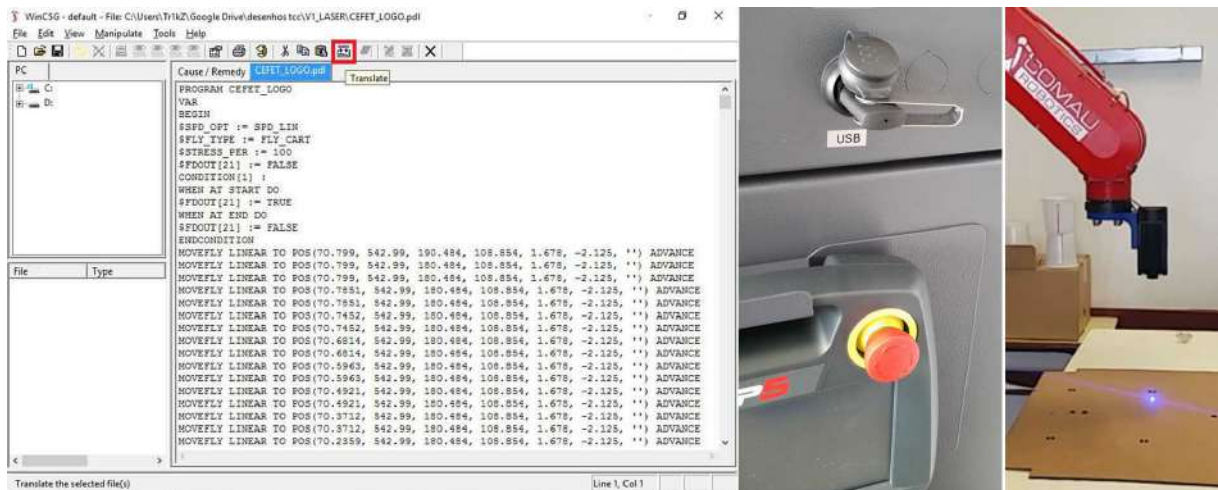 WinC5G - default - File: C:\Users\Tr1kZ\Google Drive\desenhos tcc\V1_LASER\CEFET_LOGO.pdl
File Edit View Manipulate Tools Help
PC
C:
D:
File Type
Cause / Remedy CEFET_LOGO.pdl
Translate
PROGRAM CEFET_LOGO
VAR
BEGIN
$SPD_OPT := SPD_LIN
$FLY_TYPE := FLY_CART
$STRESS_PER := 100
$FDOUT[21] := FALSE
CONDITION[1] :
WHEN AT START DO
$FDOUT[21] := TRUE
WHEN AT END DO
$FDOUT[21] := FALSE
ENDCONDITION
MOVEFLY LINEAR TO POS(70.799, 542.99, 190.484, 108.854, 1.678, -2.125, '') ADVANCE
MOVEFLY LINEAR TO POS(70.799, 542.99, 180.484, 108.854, 1.678, -2.125, '') ADVANCE
MOVEFLY LINEAR TO POS(70.799, 542.99, 180.484, 108.854, 1.678, -2.125, '') ADVANCE
MOVEFLY LINEAR TO POS(70.7851, 542.99, 180.484, 108.854, 1.678, -2.125, '') ADVANCE
MOVEFLY LINEAR TO POS(70.7851, 542.99, 180.484, 108.854, 1.678, -2.125, '') ADVANCE
MOVEFLY LINEAR TO POS(70.7452, 542.99, 180.484, 108.854, 1.678, -2.125, '') ADVANCE
MOVEFLY LINEAR TO POS(70.7452, 542.99, 180.484, 108.854, 1.678, -2.125, '') ADVANCE
MOVEFLY LINEAR TO POS(70.6814, 542.99, 180.484, 108.854, 1.678, -2.125, '') ADVANCE
MOVEFLY LINEAR TO POS(70.6814, 542.99, 180.484, 108.854, 1.678, -2.125, '') ADVANCE
MOVEFLY LINEAR TO POS(70.5963, 542.99, 180.484, 108.854, 1.678, -2.125, '') ADVANCE
MOVEFLY LINEAR TO POS(70.5963, 542.99, 180.484, 108.854, 1.678, -2.125, '') ADVANCE
MOVEFLY LINEAR TO POS(70.4921, 542.99, 180.484, 108.854, 1.678, -2.125, '') ADVANCE
MOVEFLY LINEAR TO POS(70.4921, 542.99, 180.484, 108.854, 1.678, -2.125, '') ADVANCE
MOVEFLY LINEAR TO POS(70.3712, 542.99, 180.484, 108.854, 1.678, -2.125, '') ADVANCE
MOVEFLY LINEAR TO POS(70.3712, 542.99, 180.484, 108.854, 1.678, -2.125, '') ADVANCE
MOVEFLY LINEAR TO POS(70.2359, 542.99, 180.484, 108.854, 1.678, -2.125, '') ADVANCE
Translate the selected file(s)
Line 1, Col 1
USB
COMAU
ROBOTICS